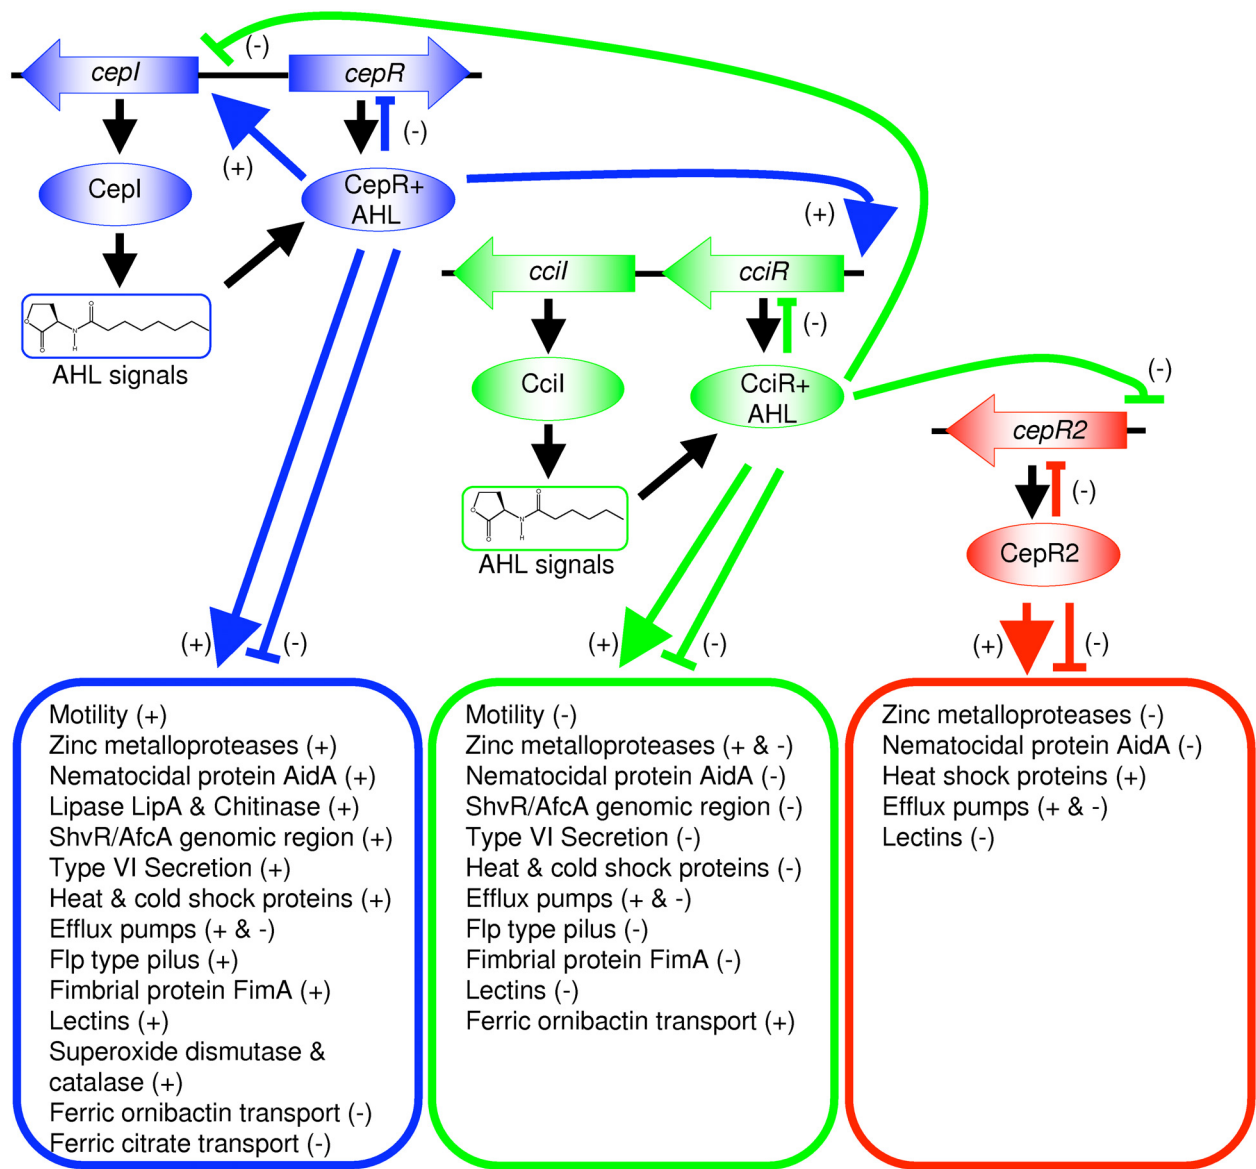 (-)
cepI
cepR
(-)
(+)
CepI
CepR+
AHL
(+)
AHL signals
O
O
N
H
O
cciI
cciR
(-)
CciI
CciR+
AHL
(-)
AHL signals
O
O
N
H
O
cepR2
(-)
CepR2
(+)
(-)
(+)
(-)
(+)
(-)
Motility (+)
Zinc metalloproteases (+)
Nematocidal protein AidA (+)
Lipase LipA & Chitinase (+)
ShvR/AfcA genomic region (+)
Type VI Secretion (+)
Heat & cold shock proteins (+)
Efflux pumps (+ & -)
Flp type pilus (+)
Fimbrial protein FimA (+)
Lectins (+)
Superoxide dismutase &
catalase (+)
Ferric ornibactin transport (-)
Ferric citrate transport (-)
Motility (-)
Zinc metalloproteases (+ & -)
Nematocidal protein AidA (-)
ShvR/AfcA genomic region (-)
Type VI Secretion (-)
Heat & cold shock proteins (-)
Efflux pumps (+ & -)
Flp type pilus (-)
Fimbrial protein FimA (-)
Lectins (-)
Ferric ornibactin transport (+)
Zinc metalloproteases (-)
Nematocidal protein AidA (-)
Heat shock proteins (+)
Efflux pumps (+ & -)
Lectins (-)